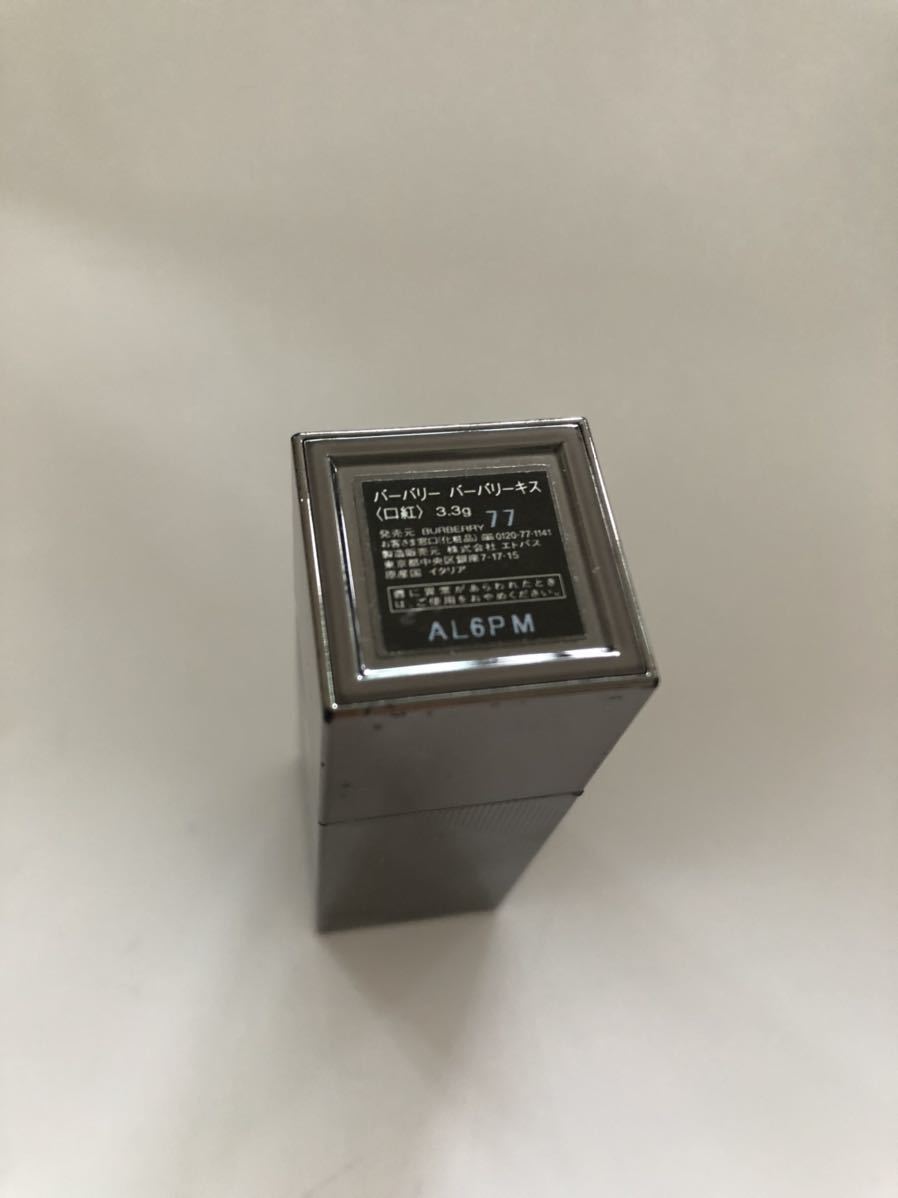 バーバリー バーバリーキス
〈口紅〉 3.3g 77
発売元 BURBERRY
お客さま窓口(化粧品) 0120-77-1141
製造販売元 株式会社 エトバス
東京都中央区銀座7-17-15
原産国 イタリア
唇に異常があらわれたとき
は、ご使用をおやめください。
AL6PM